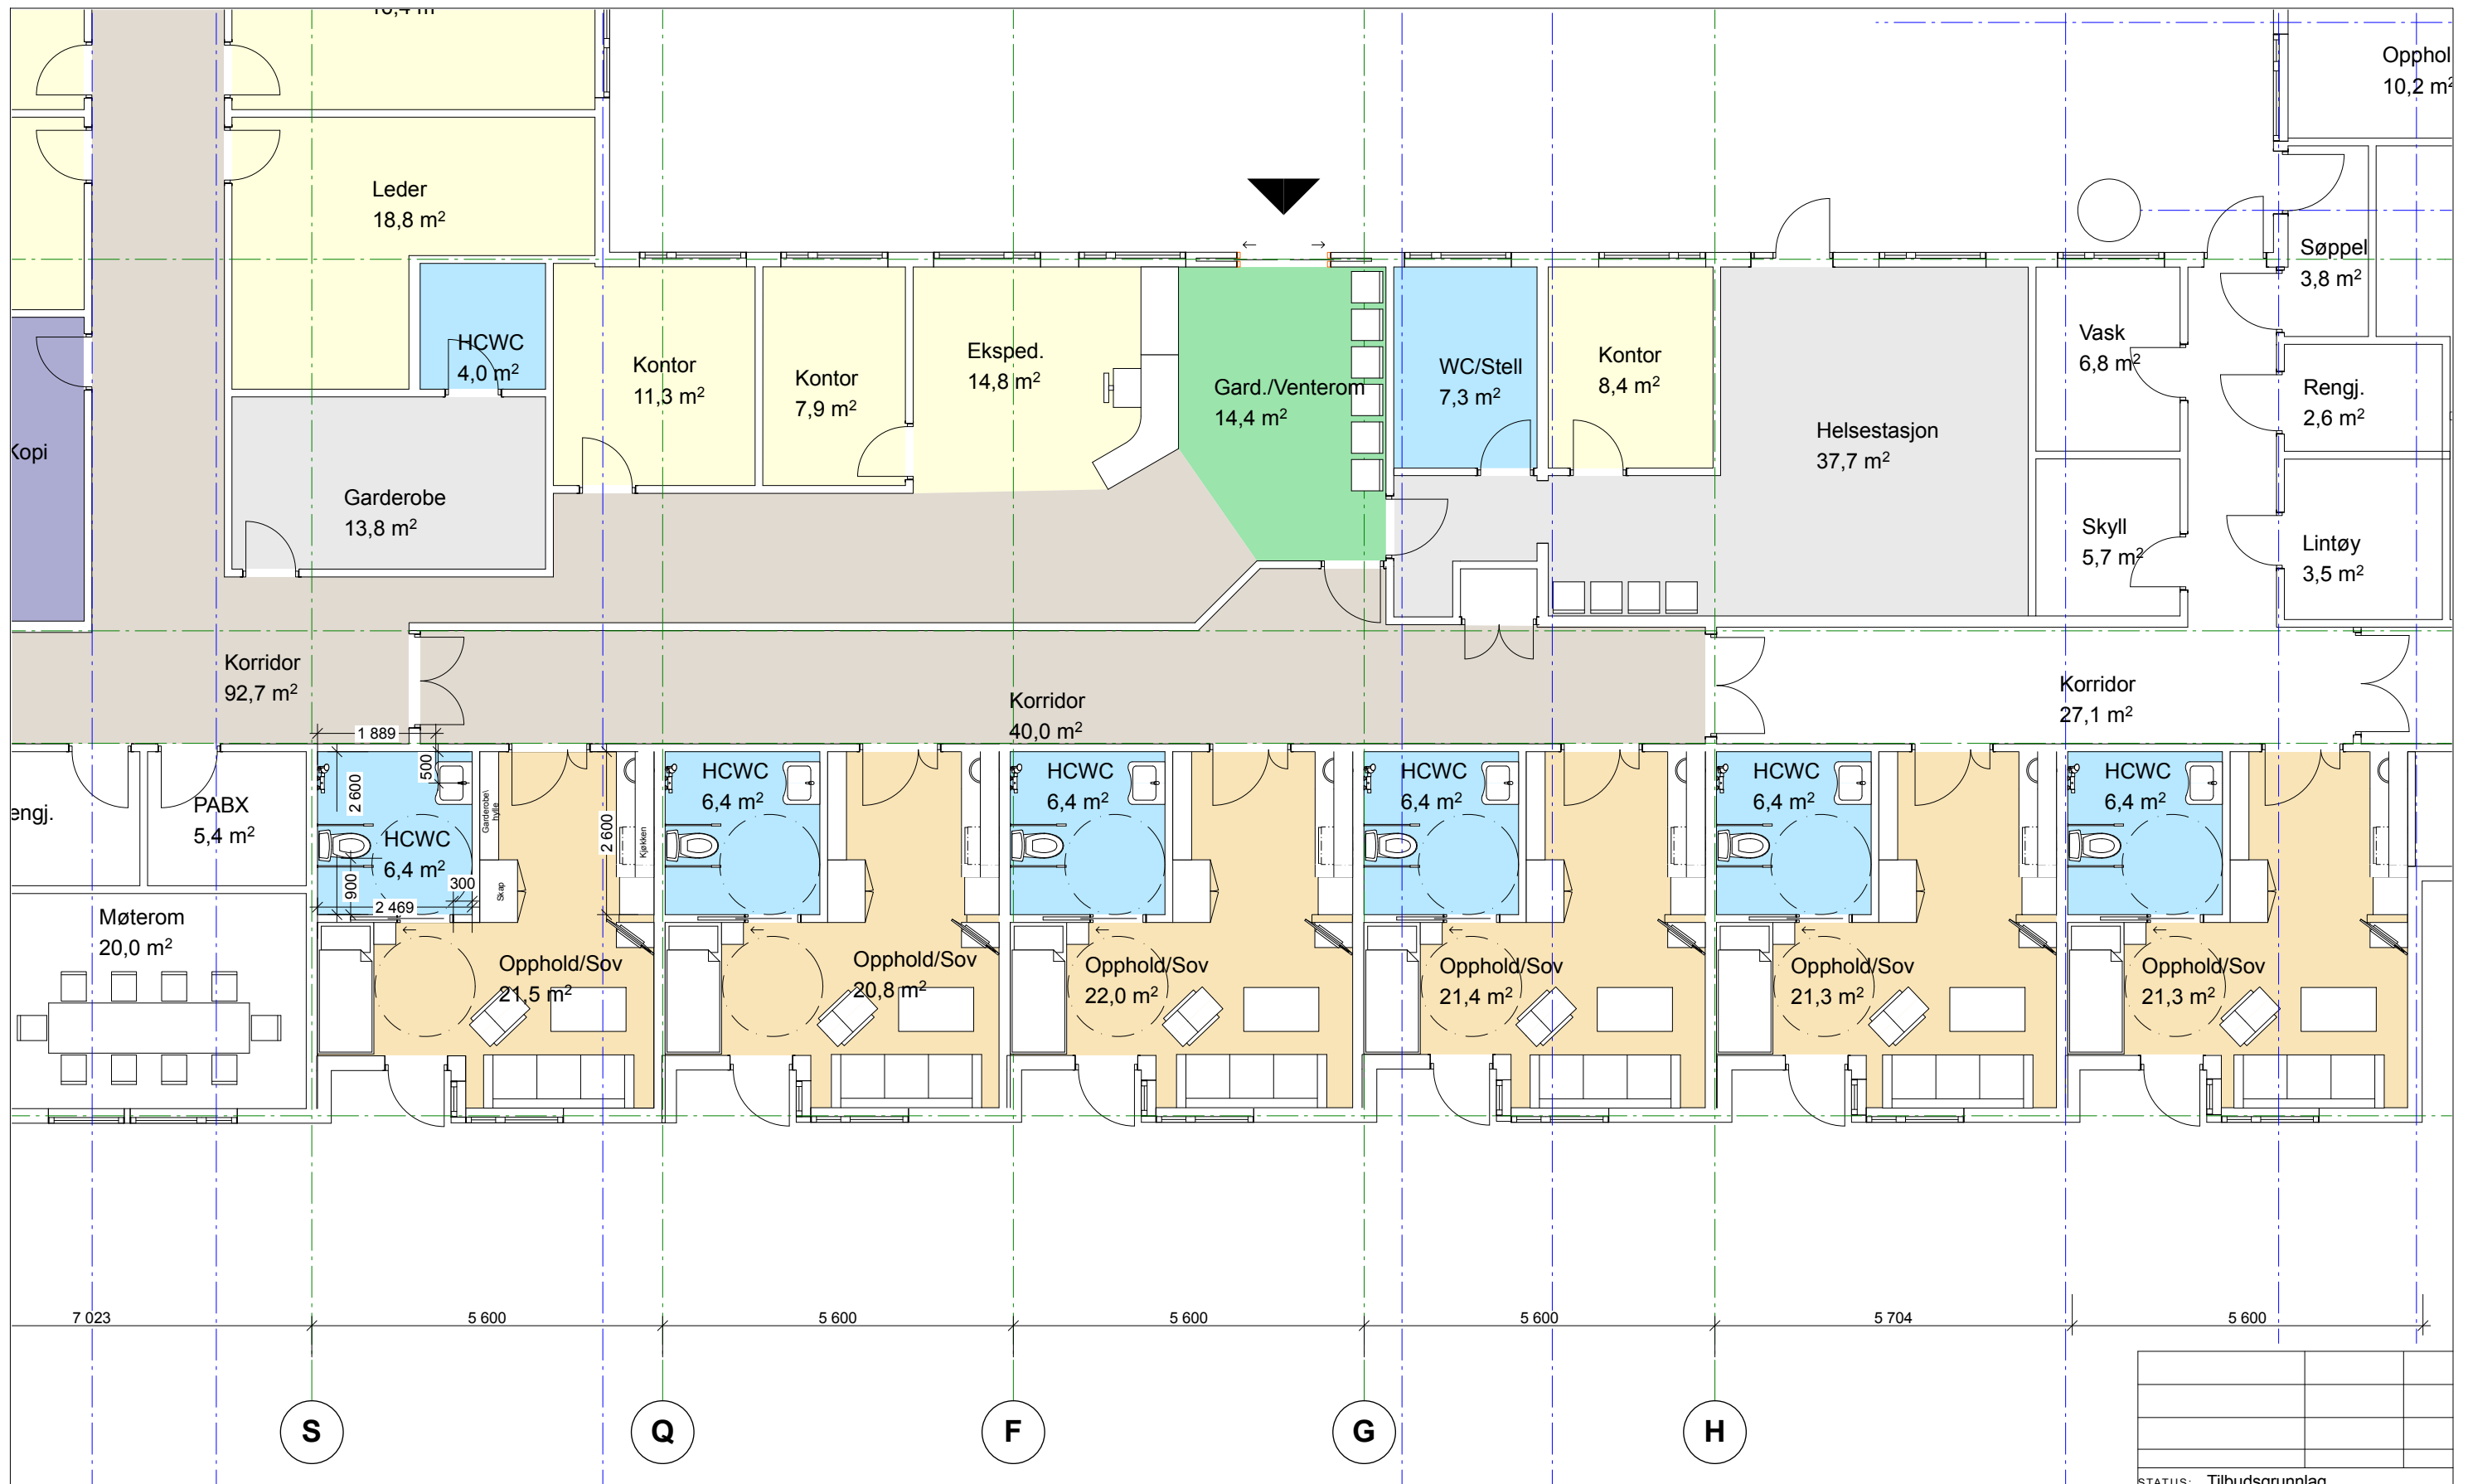 Opphol
10,2 m²
Leder
18,8 m²
Søppel
3,8 m²
HCWC
4,0 m²
Kontor
11,3 m²
Kontor
7,9 m²
Eksped.
14,8 m²
Gard./Venterom
14,4 m²
WC/Stell
7,3 m²
Kontor
8,4 m²
Vask
6,8 m²
Rengj.
2,6 m²
Helsestasjon
37,7 m²
Kopi
Garderobe
13,8 m²
Skyll
5,7 m²
Lintøy
3,5 m²
Korridor
92,7 m²
Korridor
40,0 m²
Korridor
27,1 m²
1 889
500
2 600
HCWC
6,4 m²
900
300
2 469
Garderobe\
hylle
Skap
2 600
Kjøkken
HCWC
6,4 m²
HCWC
6,4 m²
HCWC
6,4 m²
HCWC
6,4 m²
HCWC
6,4 m²
engj.
PABX
5,4 m²
Møterom
20,0 m²
Opphold/Sov
21,5 m²
Opphold/Sov
20,8 m²
Opphold/Sov
22,0 m²
Opphold/Sov
21,4 m²
Opphold/Sov
21,3 m²
Opphold/Sov
21,3 m²
7 023
5 600
5 600
5 600
5 600
5 704
5 600
S
Q
F
G
H
STATUS: Tilbudsgrunnlag